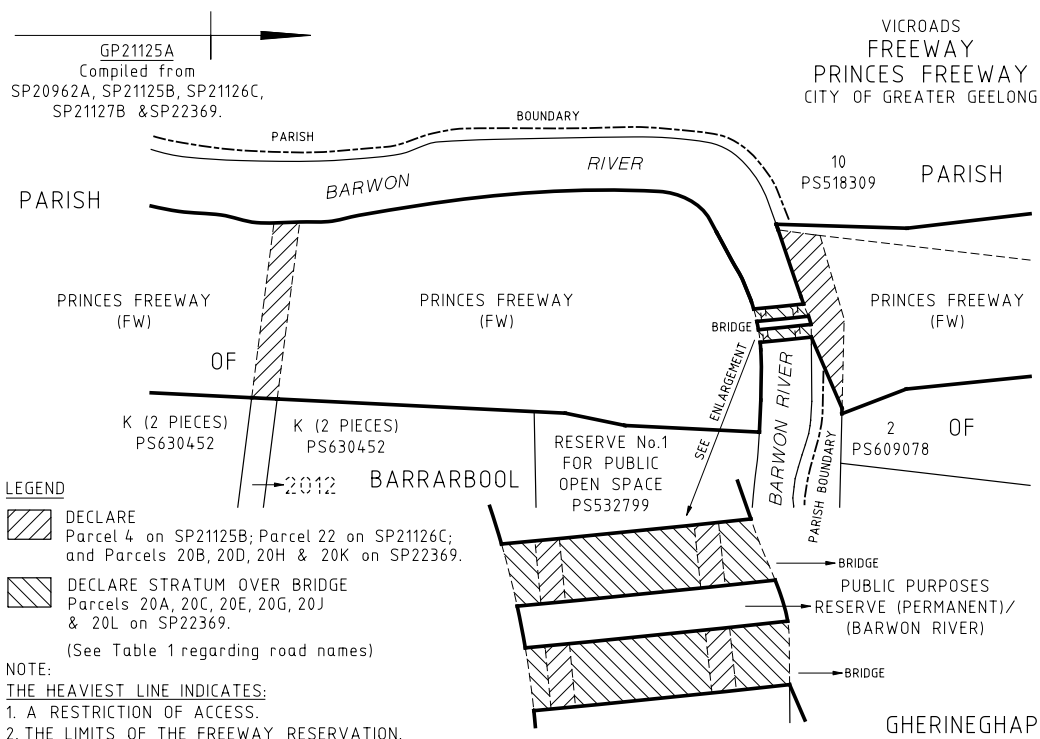 GP21125A
Compiled from
SP20962A, SP21125B, SP21126C,
SP21127B &SP22369.
VICROADS
FREEWAY
PRINCES FREEWAY
CITY OF GREATER GEELONG
PARISH
BOUNDARY
BARWON
RIVER
10
PS518309
PARISH
PARISH
PRINCES FREEWAY
(FW)
PRINCES FREEWAY
(FW)
PRINCES FREEWAY
(FW)
BRIDGE
OF
SEE ENLARGEMENT
BARWON RIVER
PARISH BOUNDARY
K (2 PIECES)
PS630452
K (2 PIECES)
PS630452
RESERVE No.1
FOR PUBLIC
OPEN SPACE
PS532799
2
PS609078
OF
2012
BARRARBOOL
LEGEND
DECLARE
Parcel 4 on SP21125B; Parcel 22 on SP21126C;
and Parcels 20B, 20D, 20H & 20K on SP22369.
DECLARE STRATUM OVER BRIDGE
Parcels 20A, 20C, 20E, 20G, 20J
& 20L on SP22369.
(See Table 1 regarding road names)
NOTE:
THE HEAVIEST LINE INDICATES:
1. A RESTRICTION OF ACCESS.
2. THE LIMITS OF THE FREEWAY RESERVATION.
BRIDGE
PUBLIC PURPOSES
RESERVE (PERMANENT)/
(BARWON RIVER)
BRIDGE
GHERINEGHAP